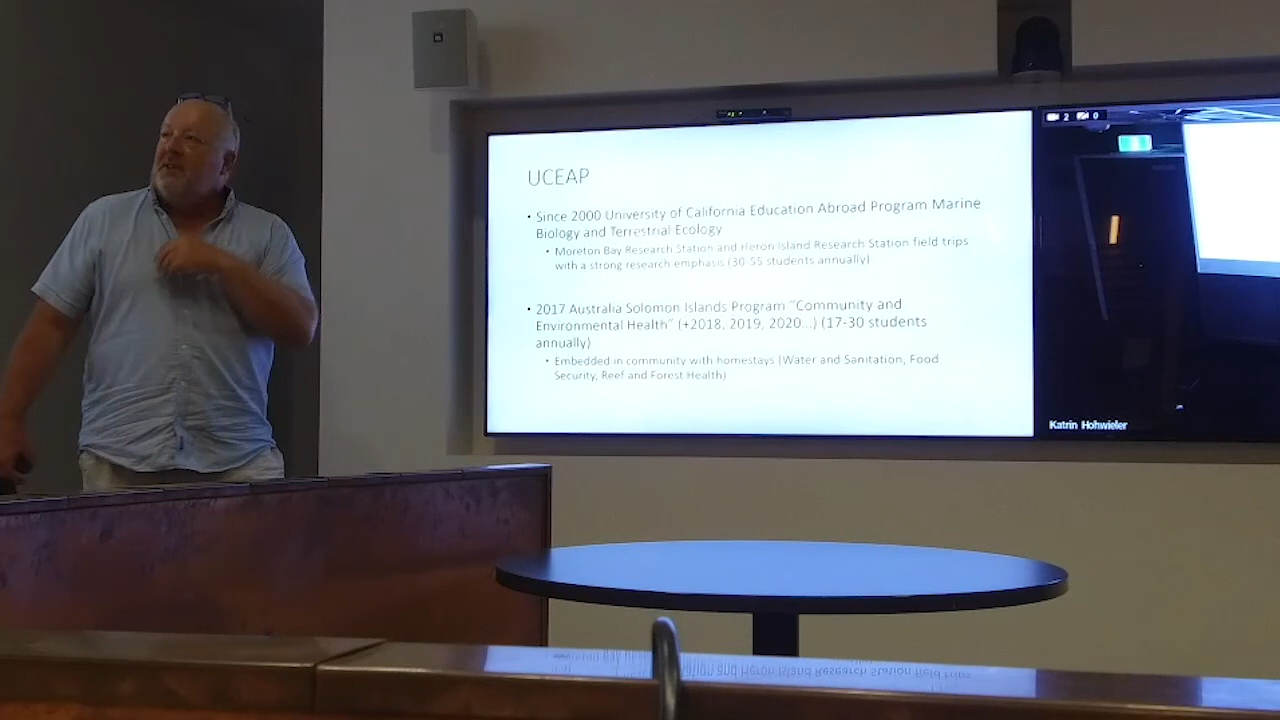 UCEAP
• Since 2000 University of California Education Abroad Program Marine
Biology and Terrestrial Ecology
• Moreton Bay Research Station and Heron Island Research Station field trips
with a strong research emphasis (30-55 students annually)
• 2017 Australia Solomon Islands Program "Community and
Environmental Health" (+2018, 2019, 2020...) (17-30 students
annually)
• Embedded in community with homestays (Water and Sanitation, Food
Security, Reef and Forest Health)
2 0
Katrin Hohwieler
JBL